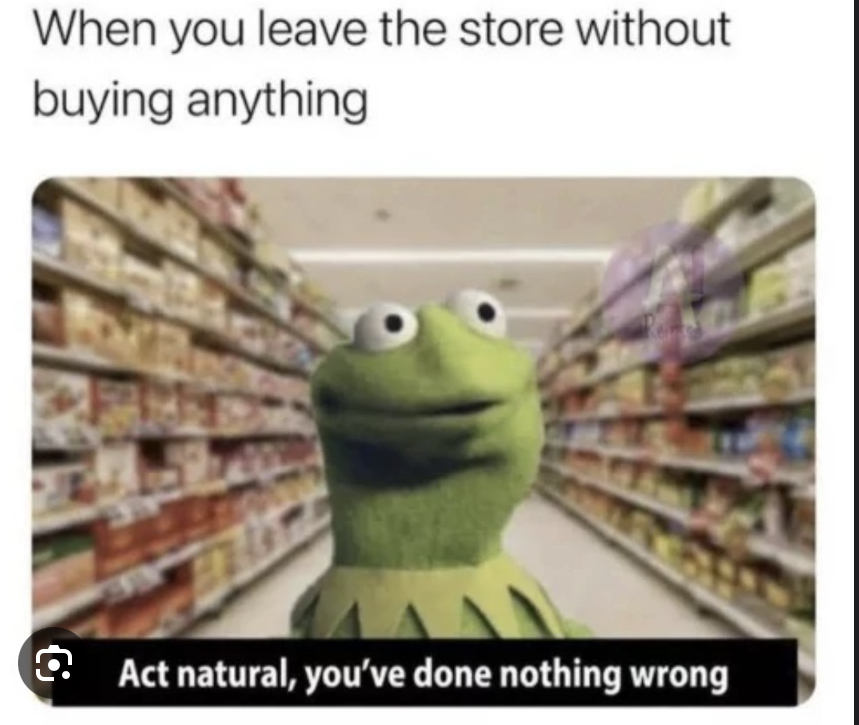 When you leave the store without
buying anything
Act natural, you've done nothing wrong